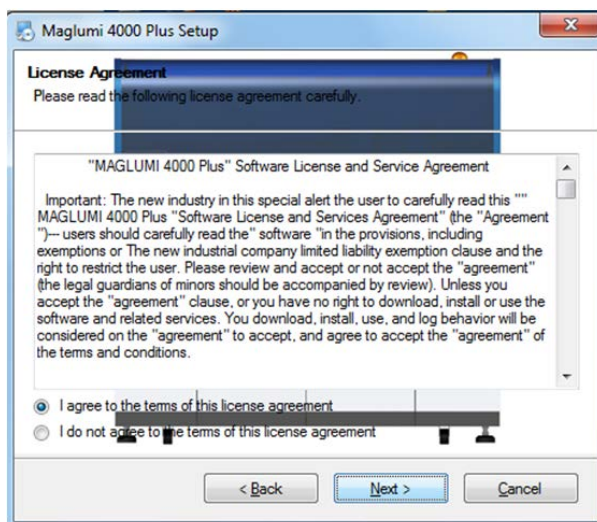 Maglumi 4000 Plus Setup
License Agreement
Please read the following license agreement carefully.
"MAGLUMI 4000 Plus" Software License and Service Agreement
Important: The new industry in this special alert the user to carefully read this ""
MAGLUMI 4000 Plus "Software License and Services Agreement" (the "Agreement
")--- users should carefully read the" software "in the provisions, including
exemptions or The new industrial company limited liability exemption clause and the
right to restrict the user. Please review and accept or not accept the "agreement"
(the legal guardians of minors should be accompanied by review). Unless you
accept the "agreement" clause, or you have no right to download, install or use the
software and related services. You download, install, use, and log behavior will be
considered on the "agreement" to accept, and agree to accept the "agreement" of
the terms and conditions.
I agree to the terms of this license agreement
I do not agree to the terms of this license agreement
< Back
Next >
Cancel